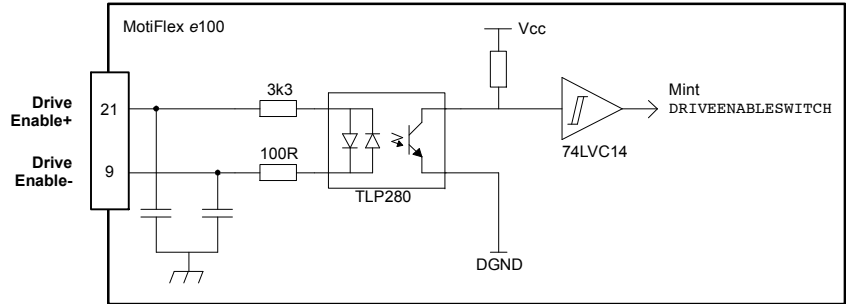 MotiFlex e100
Vcc
Drive
Enable+
21
3k3
Mint
DRIVEENABLESWITCH
Drive
Enable-
9
100R
74LVC14
TLP280
DGND